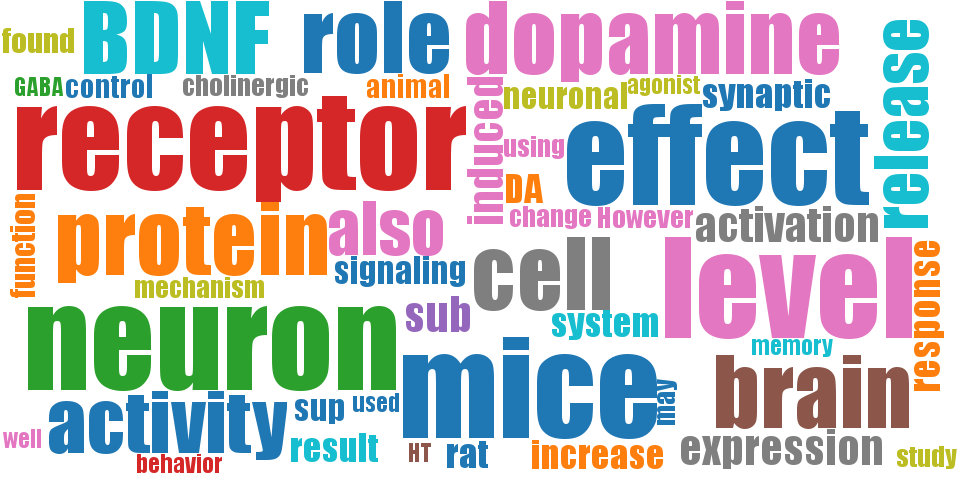 found
BDNF
role
dopamine
release
GABA
control
cholinergic
animal
induced
neuronal
agonist
synaptic
receptor
effect
using
DA
change
However
activation
function
protein
also
signaling
mechanism
cell
level
response
sub
system
memory
neuron
mice
may
brain
activity
sup
used
well
behavior
result
HT
rat
increase
expression
study